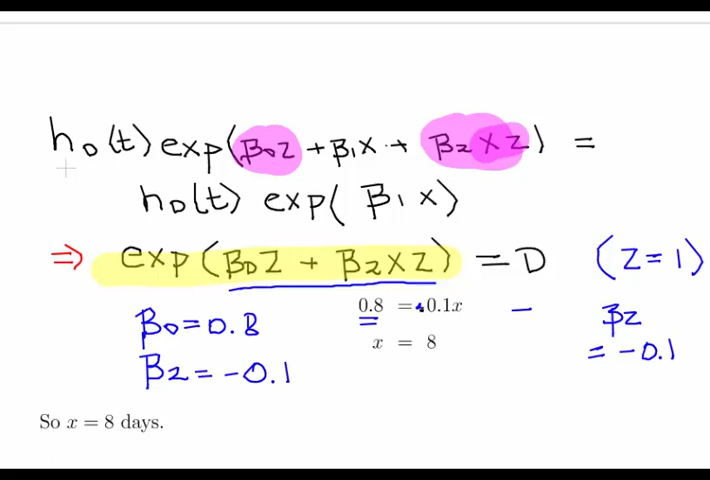 h₀(t) exp(β₀z + β₁x + β₂xz) =
h₀(t) exp(β₁x)
⇒ exp(β₀z + β₂xz) = 0 (z=1)
β₀=0.8 0.8 = 0.1x – β₂
β₂=-0.1 x = 8 = -0.1
So x = 8 days.